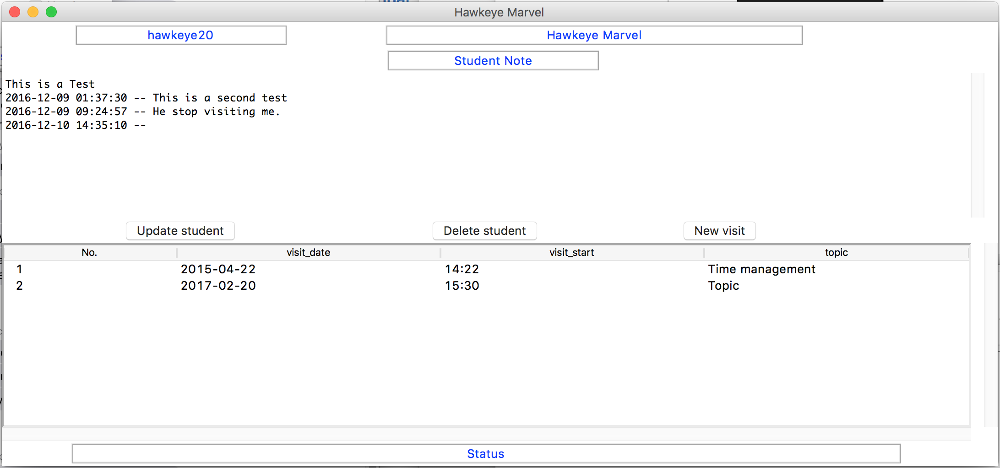 Hawkeye Marvel
hawkeye20 Hawkeye Marvel
Student Note
This is a Test
2016-12-09 01:37:30 -- This is a second test
2016-12-09 09:24:57 -- He stop visiting me.
2016-12-10 14:35:10 --
Update student Delete student New visit
No. visit_date visit_start topic
1 2015-04-22 14:22 Time management
2 2017-02-20 15:30 Topic
Status